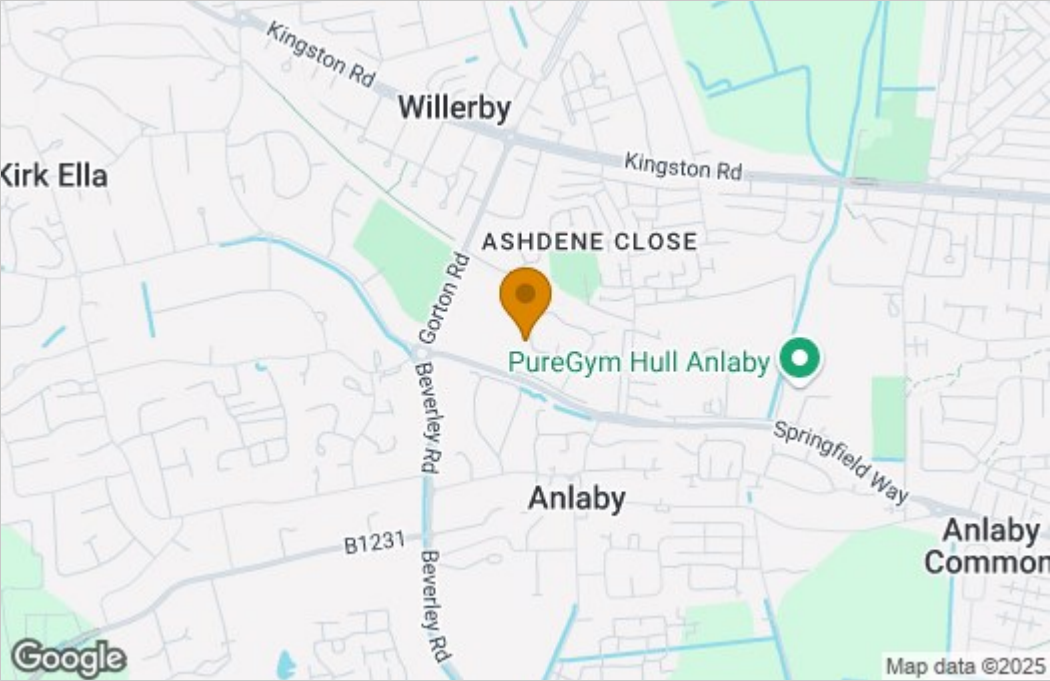 Kingston Rd
Willerby
Kingston Rd
Kirk Ella
ASHDENE CLOSE
Gorton Rd
PureGym Hull Anlaby
Beverley Rd
Springfield Way
Anlaby
Anlaby
Common
B1231
Beverley Rd
Google
Map data ©2025